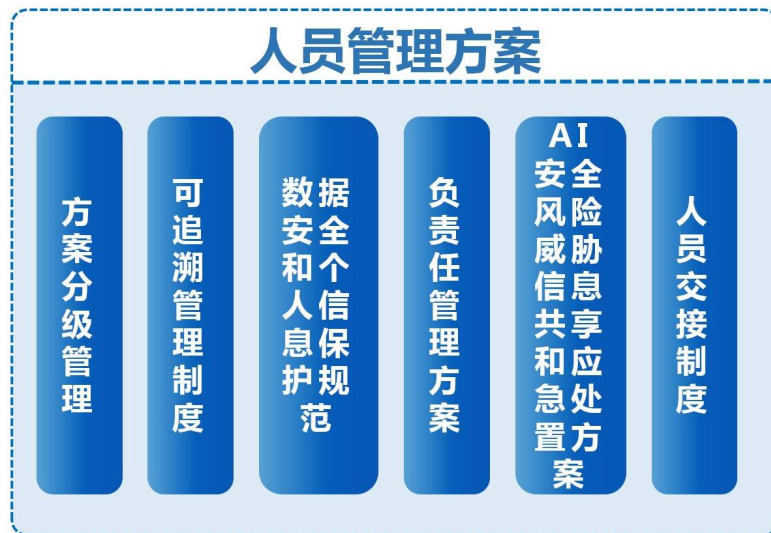 人员管理方案
方案分级管理
可追溯管理制度
数据安全和个人信息保护规范
负责任管理方案
AI安全风险威胁信息共享和应急处置方案
人员交接制度